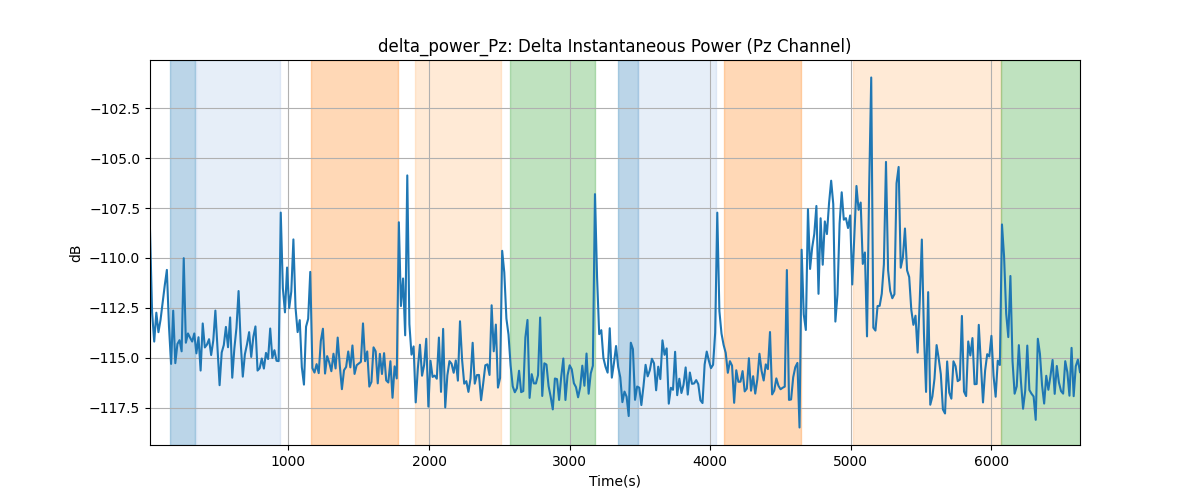 delta_power_Pz: Delta Instantaneous Power (Pz Channel)
dB
−102.5
−105.0
−107.5
−110.0
−112.5
−115.0
−117.5
1000 2000 3000 4000 5000 6000
Time(s)